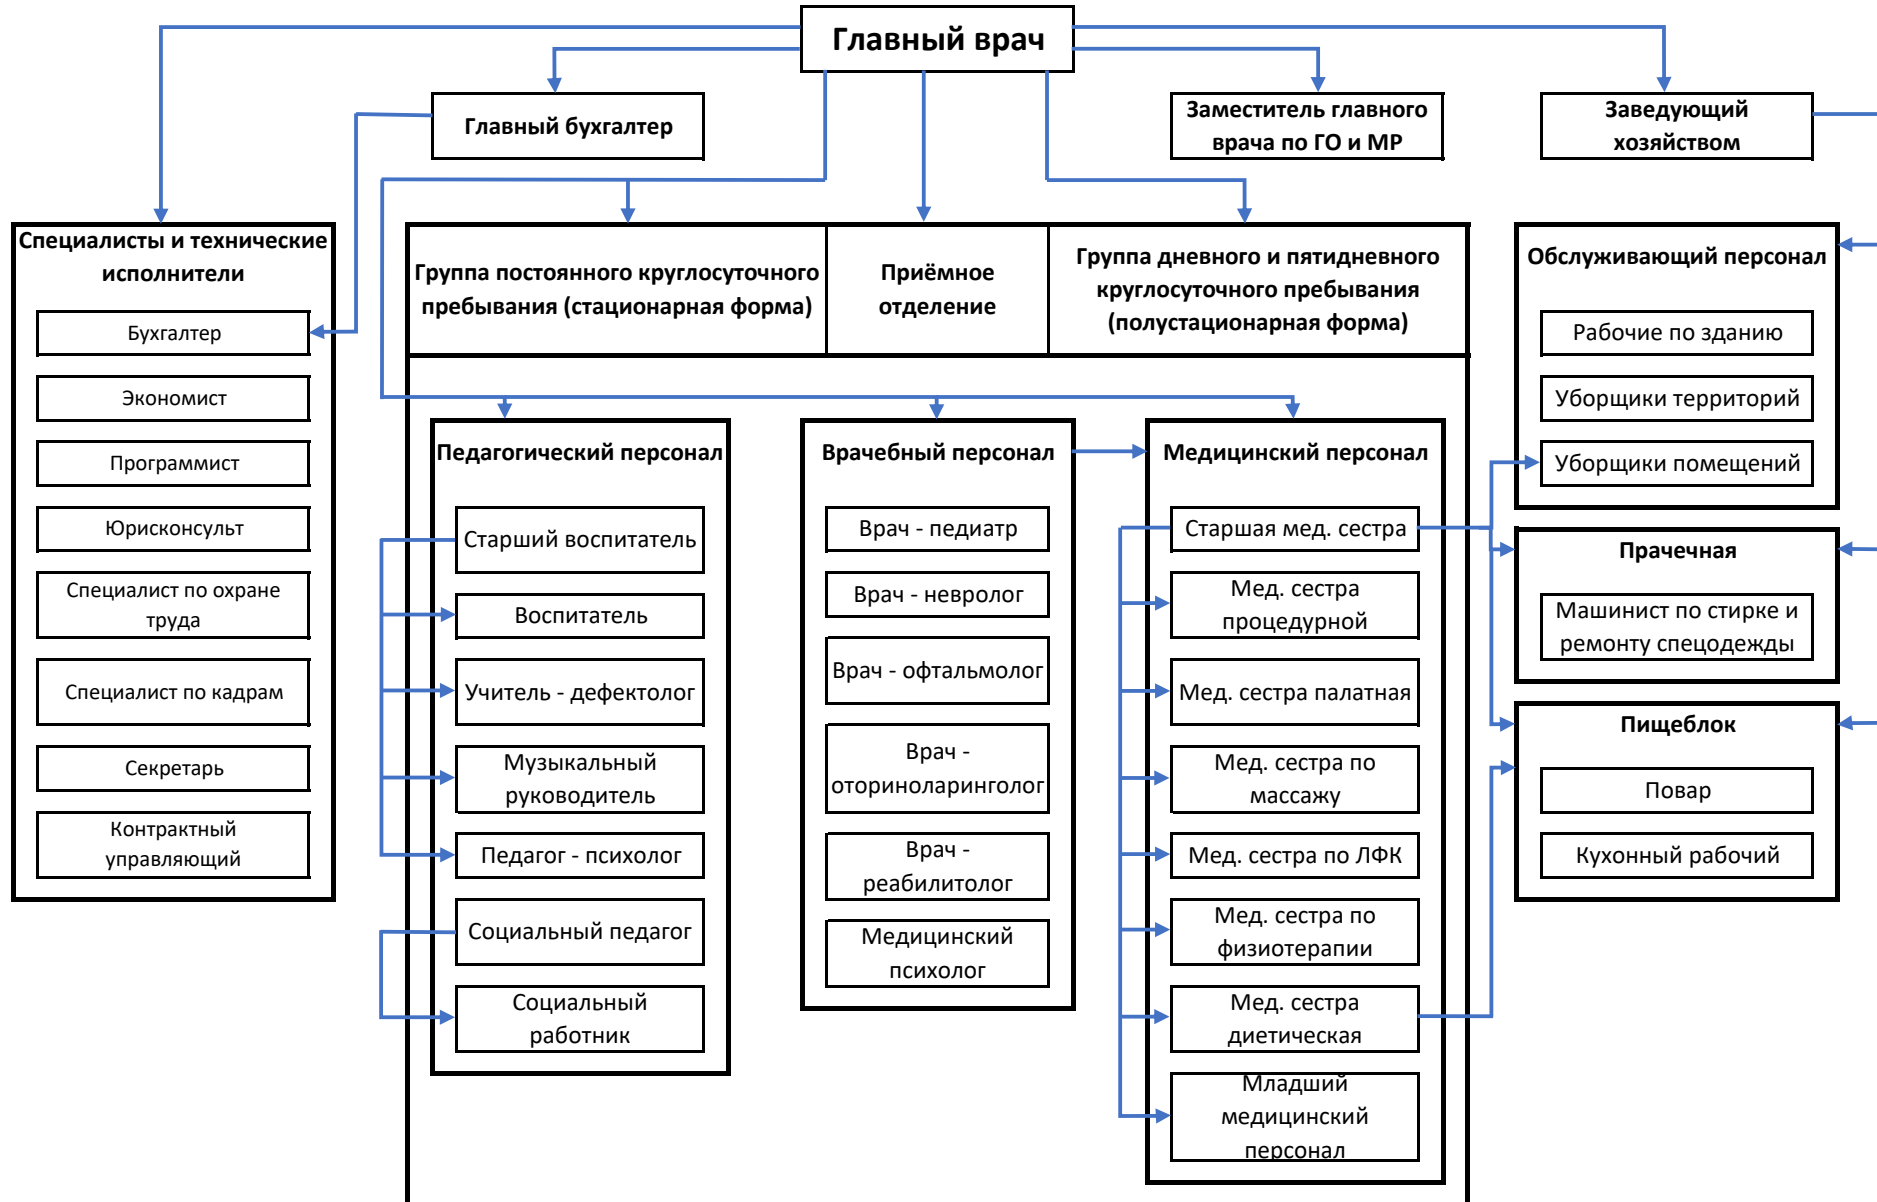 Главный врач
Главный бухгалтер
Заместитель главного
врача по ГО и МР
Заведующий
хозяйством
Специалисты и технические
исполнители
Бухгалтер
Экономист
Программист
Юрисконсульт
Специалист по охране
труда
Специалист по кадрам
Секретарь
Контрактный
управляющий
Группа постоянного круглосуточного
пребывания (стационарная форма)
Приёмное
отделение
Группа дневного и пятидневного
круглосуточного пребывания
(полустационарная форма)
Педагогический персонал
Старший воспитатель
Воспитатель
Учитель - дефектолог
Музыкальный
руководитель
Педагог - психолог
Социальный педагог
Социальный
работник
Врачебный персонал
Врач - педиатр
Врач - невролог
Врач - офтальмолог
Врач -
оториноларинголог
Врач -
реабилитолог
Медицинский
психолог
Медицинский персонал
Старшая мед. сестра
Мед. сестра
процедурной
Мед. сестра палатная
Мед. сестра по
массажу
Мед. сестра по ЛФК
Мед. сестра по
физиотерапии
Мед. сестра
диетическая
Младший
медицинский
персонал
Обслуживающий персонал
Рабочие по зданию
Уборщики территорий
Уборщики помещений
Прачечная
Машинист по стирке и
ремонту спецодежды
Пищеблок
Повар
Кухонный рабочий